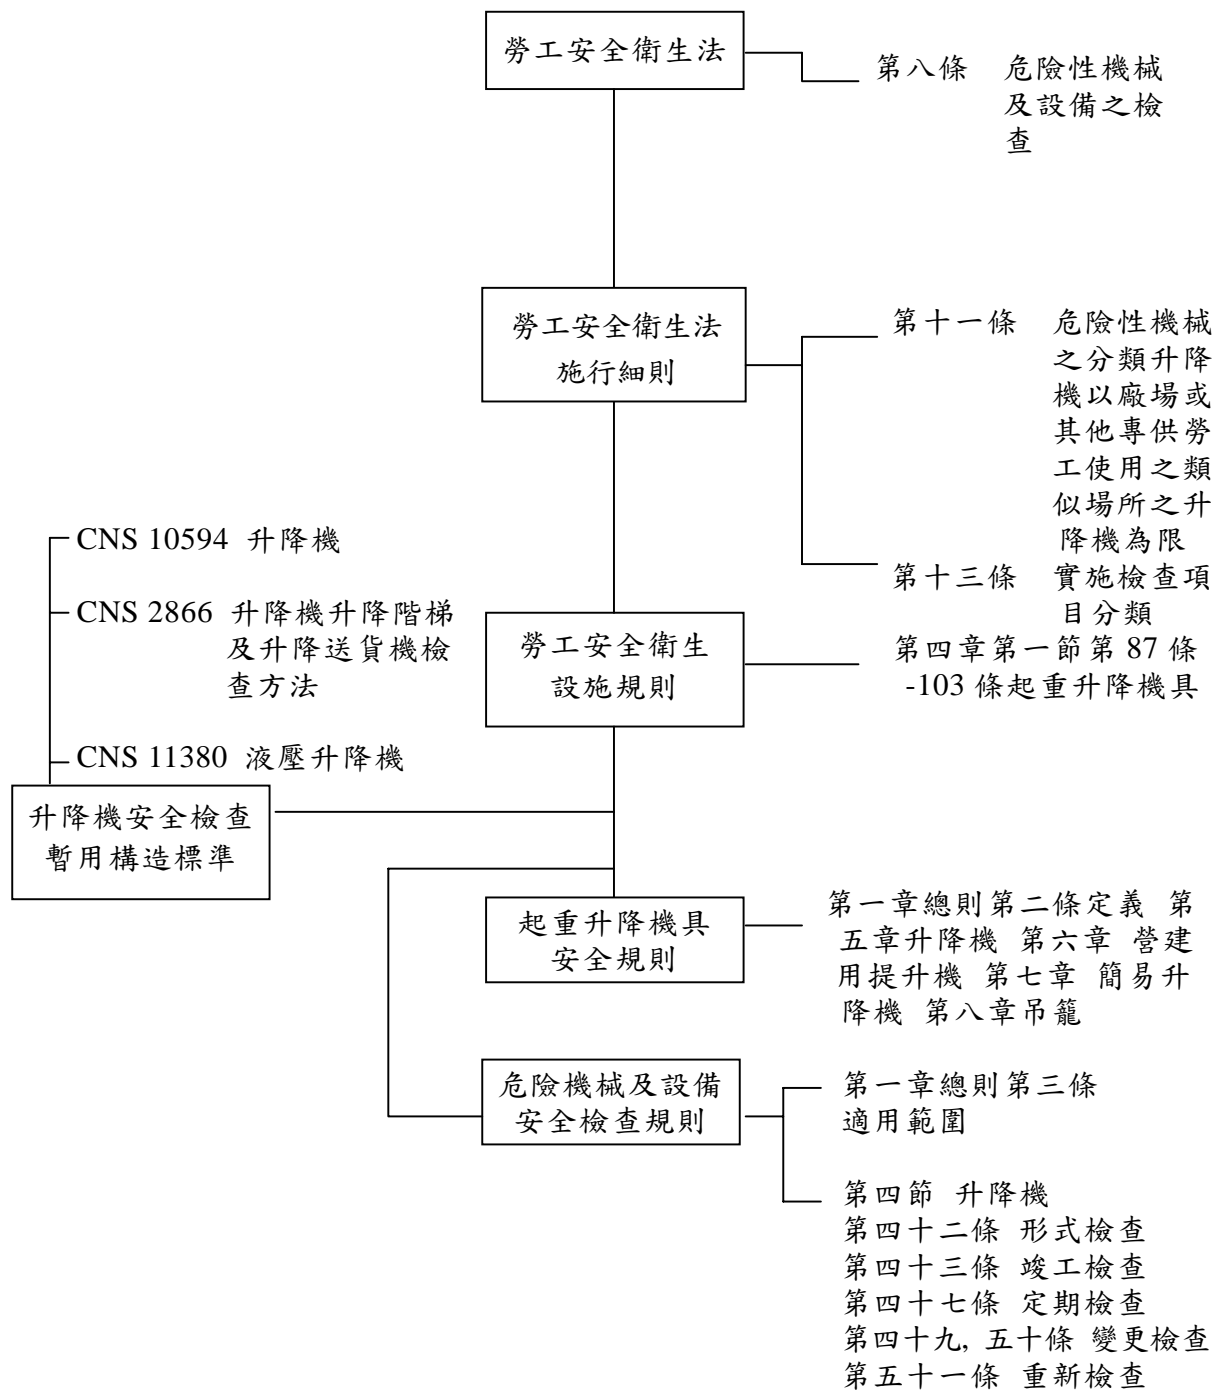 勞工安全衛生法
第八條 危險性機械
及設備之檢
查
勞工安全衛生法
施行細則
第十一條 危險性機械
之分類升降
機以廠場或
其他專供勞
工使用之類
似場所之升
降機為限
第十三條 實施檢查項
目分類
CNS 10594 升降機
CNS 2866 升降機升降階梯
及升降送貨機檢
查方法
CNS 11380 液壓升降機
升降機安全檢查
暫用構造標準
勞工安全衛生
設施規則
第四章第一節第 87 條
-103 條起重升降機具
起重升降機具
安全規則
第一章總則第二條定義 第
五章升降機 第六章 營建
用提升機 第七章 簡易升
降機 第八章吊籠
危險機械及設備
安全檢查規則
第一章總則第三條
適用範圍
第四節 升降機
第四十二條 形式檢查
第四十三條 竣工檢查
第四十七條 定期檢查
第四十九, 五十條 變更檢查
第五十一條 重新檢查